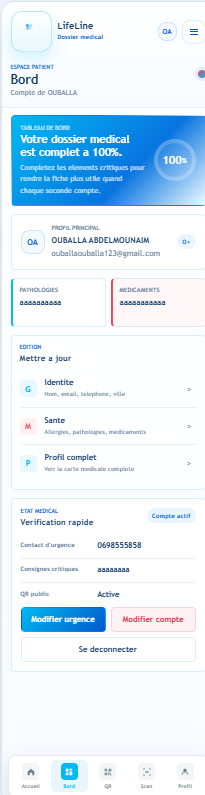 LifeLine
Dossier medical
OA
ESPACE PATIENT
Bord
Compte de OUBALLA
TABLEAU DE BORD
Votre dossier medical
est complet a 100%.
Completez les elements critiques pour
rendre la fiche plus utile quand
chaque seconde compte.
100%
OA
PROFIL PRINCIPAL
OUBALLA ABDELMOUNAIM
ouballaouballa123@gmail.com
O+
PATHOLOGIES
aaaaaaaaaa
MEDICAMENTS
aaaaaaaaaaa
EDITION
Mettre a jour
G
Identite
Nom, email, telephone, ville
>
M
Sante
Allergies, pathologies, medicaments
>
P
Profil complet
Voir la carte medicale complete
>
ETAT MEDICAL
Verification rapide
Compte actif
Contact d'urgence 0698555858
Consignes critiques aaaaaaaa
QR public Active
Modifier urgence
Modifier compte
Se deconnecter
Accueil
Bord
QR
Scan
Profil